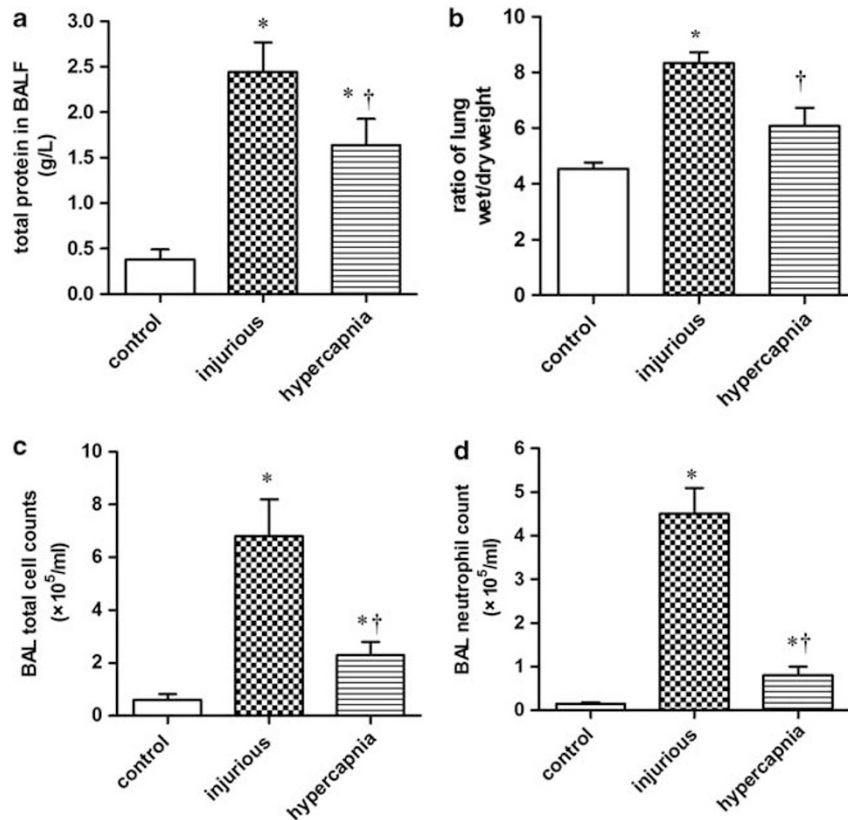 a
total protein in BALF
(g/L)
3.0
2.5
2.0
1.5
1.0
0.5
0.0
*
* †
control
injurious
hypercapnia
b
ratio of lung
wet/dry weight
10
8
6
4
2
0
*
†
control
injurious
hypercapnia
c
BAL total cell counts
(×10⁵/ml)
10
8
6
4
2
0
*
*†
control
injurious
hypercapnia
d
BAL neutrophil count
(×10⁵/ml)
6
5
4
3
2
1
0
*
*†
control
injurious
hypercapnia